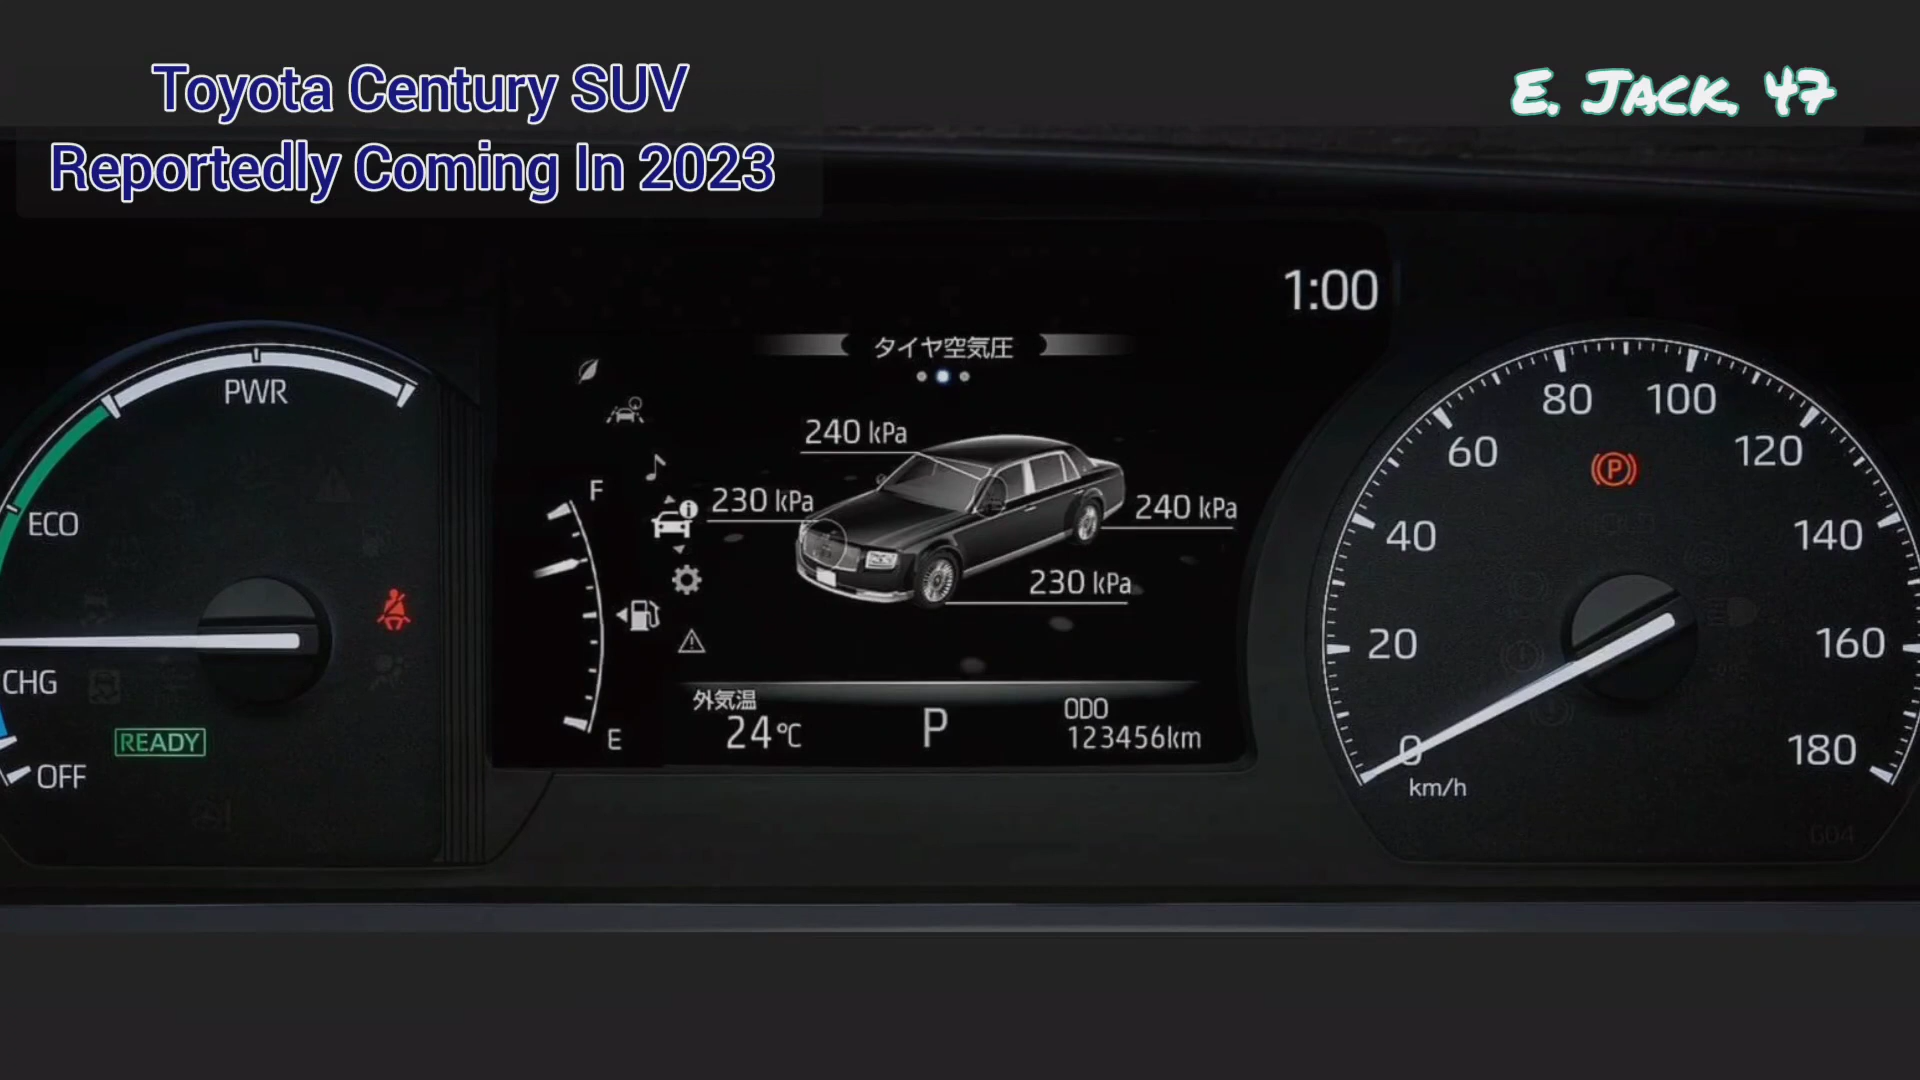 Toyota Century SUV
Reportedly Coming In 2023
E. Jack. 47
1:00
タイヤ空気圧
PWR
ECO
CHG
OFF
READY
F
E
240 kPa
230 kPa
240 kPa
230 kPa
外気温
24℃
P
ODO
123456km
0
20
40
60
80
100
120
140
160
180
km/h
(P)
G04